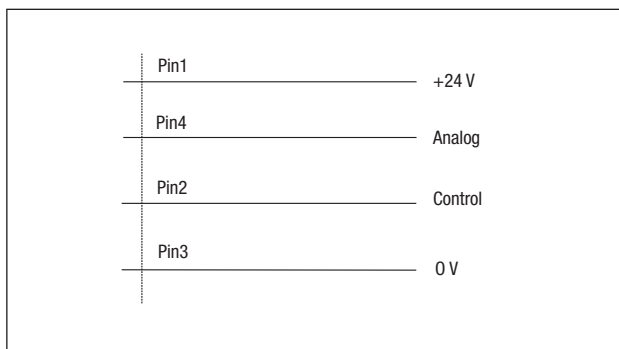 Pin1
+24 V
Pin4
Analog
Pin2
Control
Pin3
0 V